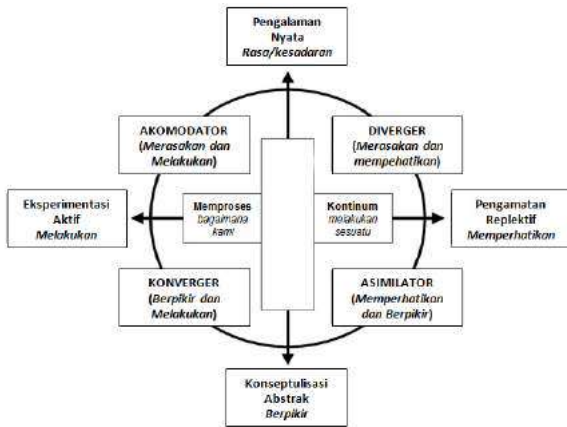 Pengalaman
Nyata
Rasa/kesadaran
AKOMODATOR
(Merasakan dan
Melakukan)
DIVERGER
(Merasakan dan
mempehatikan)
Eksperimentasi
Aktif
Melakukan
Memproses
bagaimana
kami
Kontinum
melakukan
sesuatu
Pengamatan
Replektif
Memperhatikan
KONVERGER
(Berpikir dan
Melakukan)
ASIMILATOR
(Memperhatikan
dan Berpikir)
Konseptulisasi
Abstrak
Berpikir